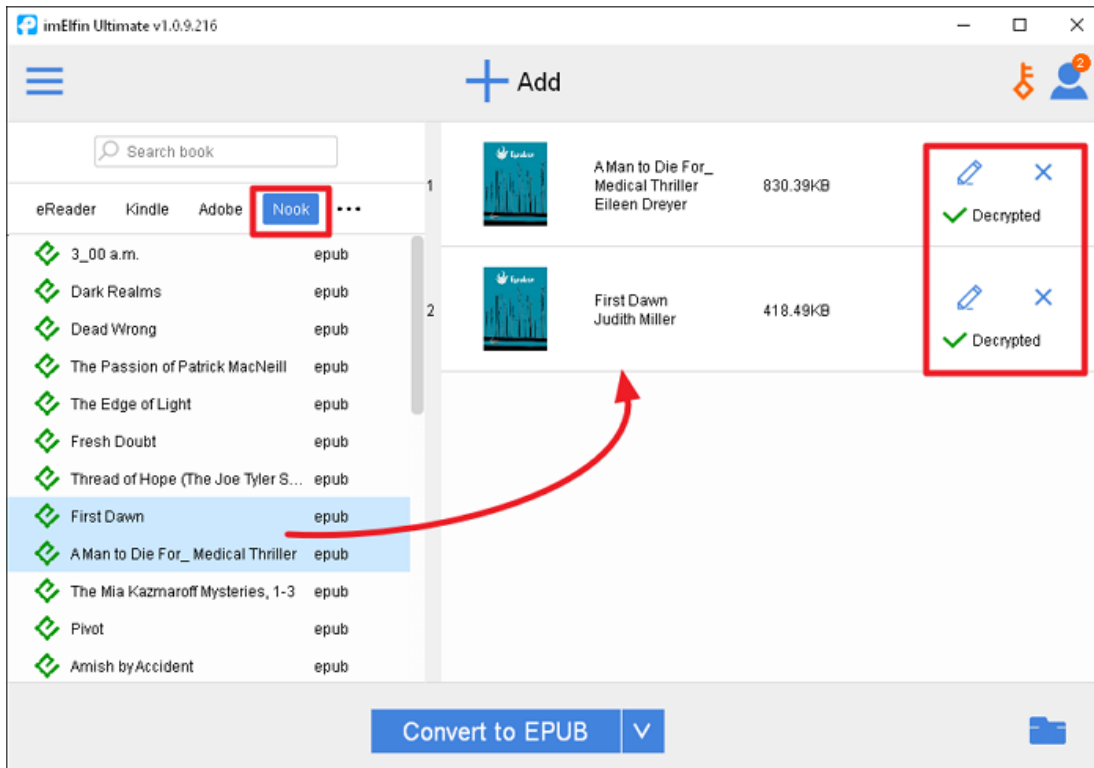 imElfin Ultimate v1.0.9.216
Add
2
Search book
eReader Kindle Adobe Nook
3_00 a.m. epub
Dark Realms epub
Dead Wrong epub
The Passion of Patrick MacNeill epub
The Edge of Light epub
Fresh Doubt epub
Thread of Hope (The Joe Tyler S... epub
First Dawn epub
A Man to Die For_ Medical Thriller epub
The Mia Kazmaroff Mysteries, 1-3 epub
Pivot epub
Amish by Accident epub
1
Epubor
A Man to Die For_
Medical Thriller
Eileen Dreyer
830.39KB
Decrypted
2
Epubor
First Dawn
Judith Miller
418.49KB
Decrypted
Convert to EPUB